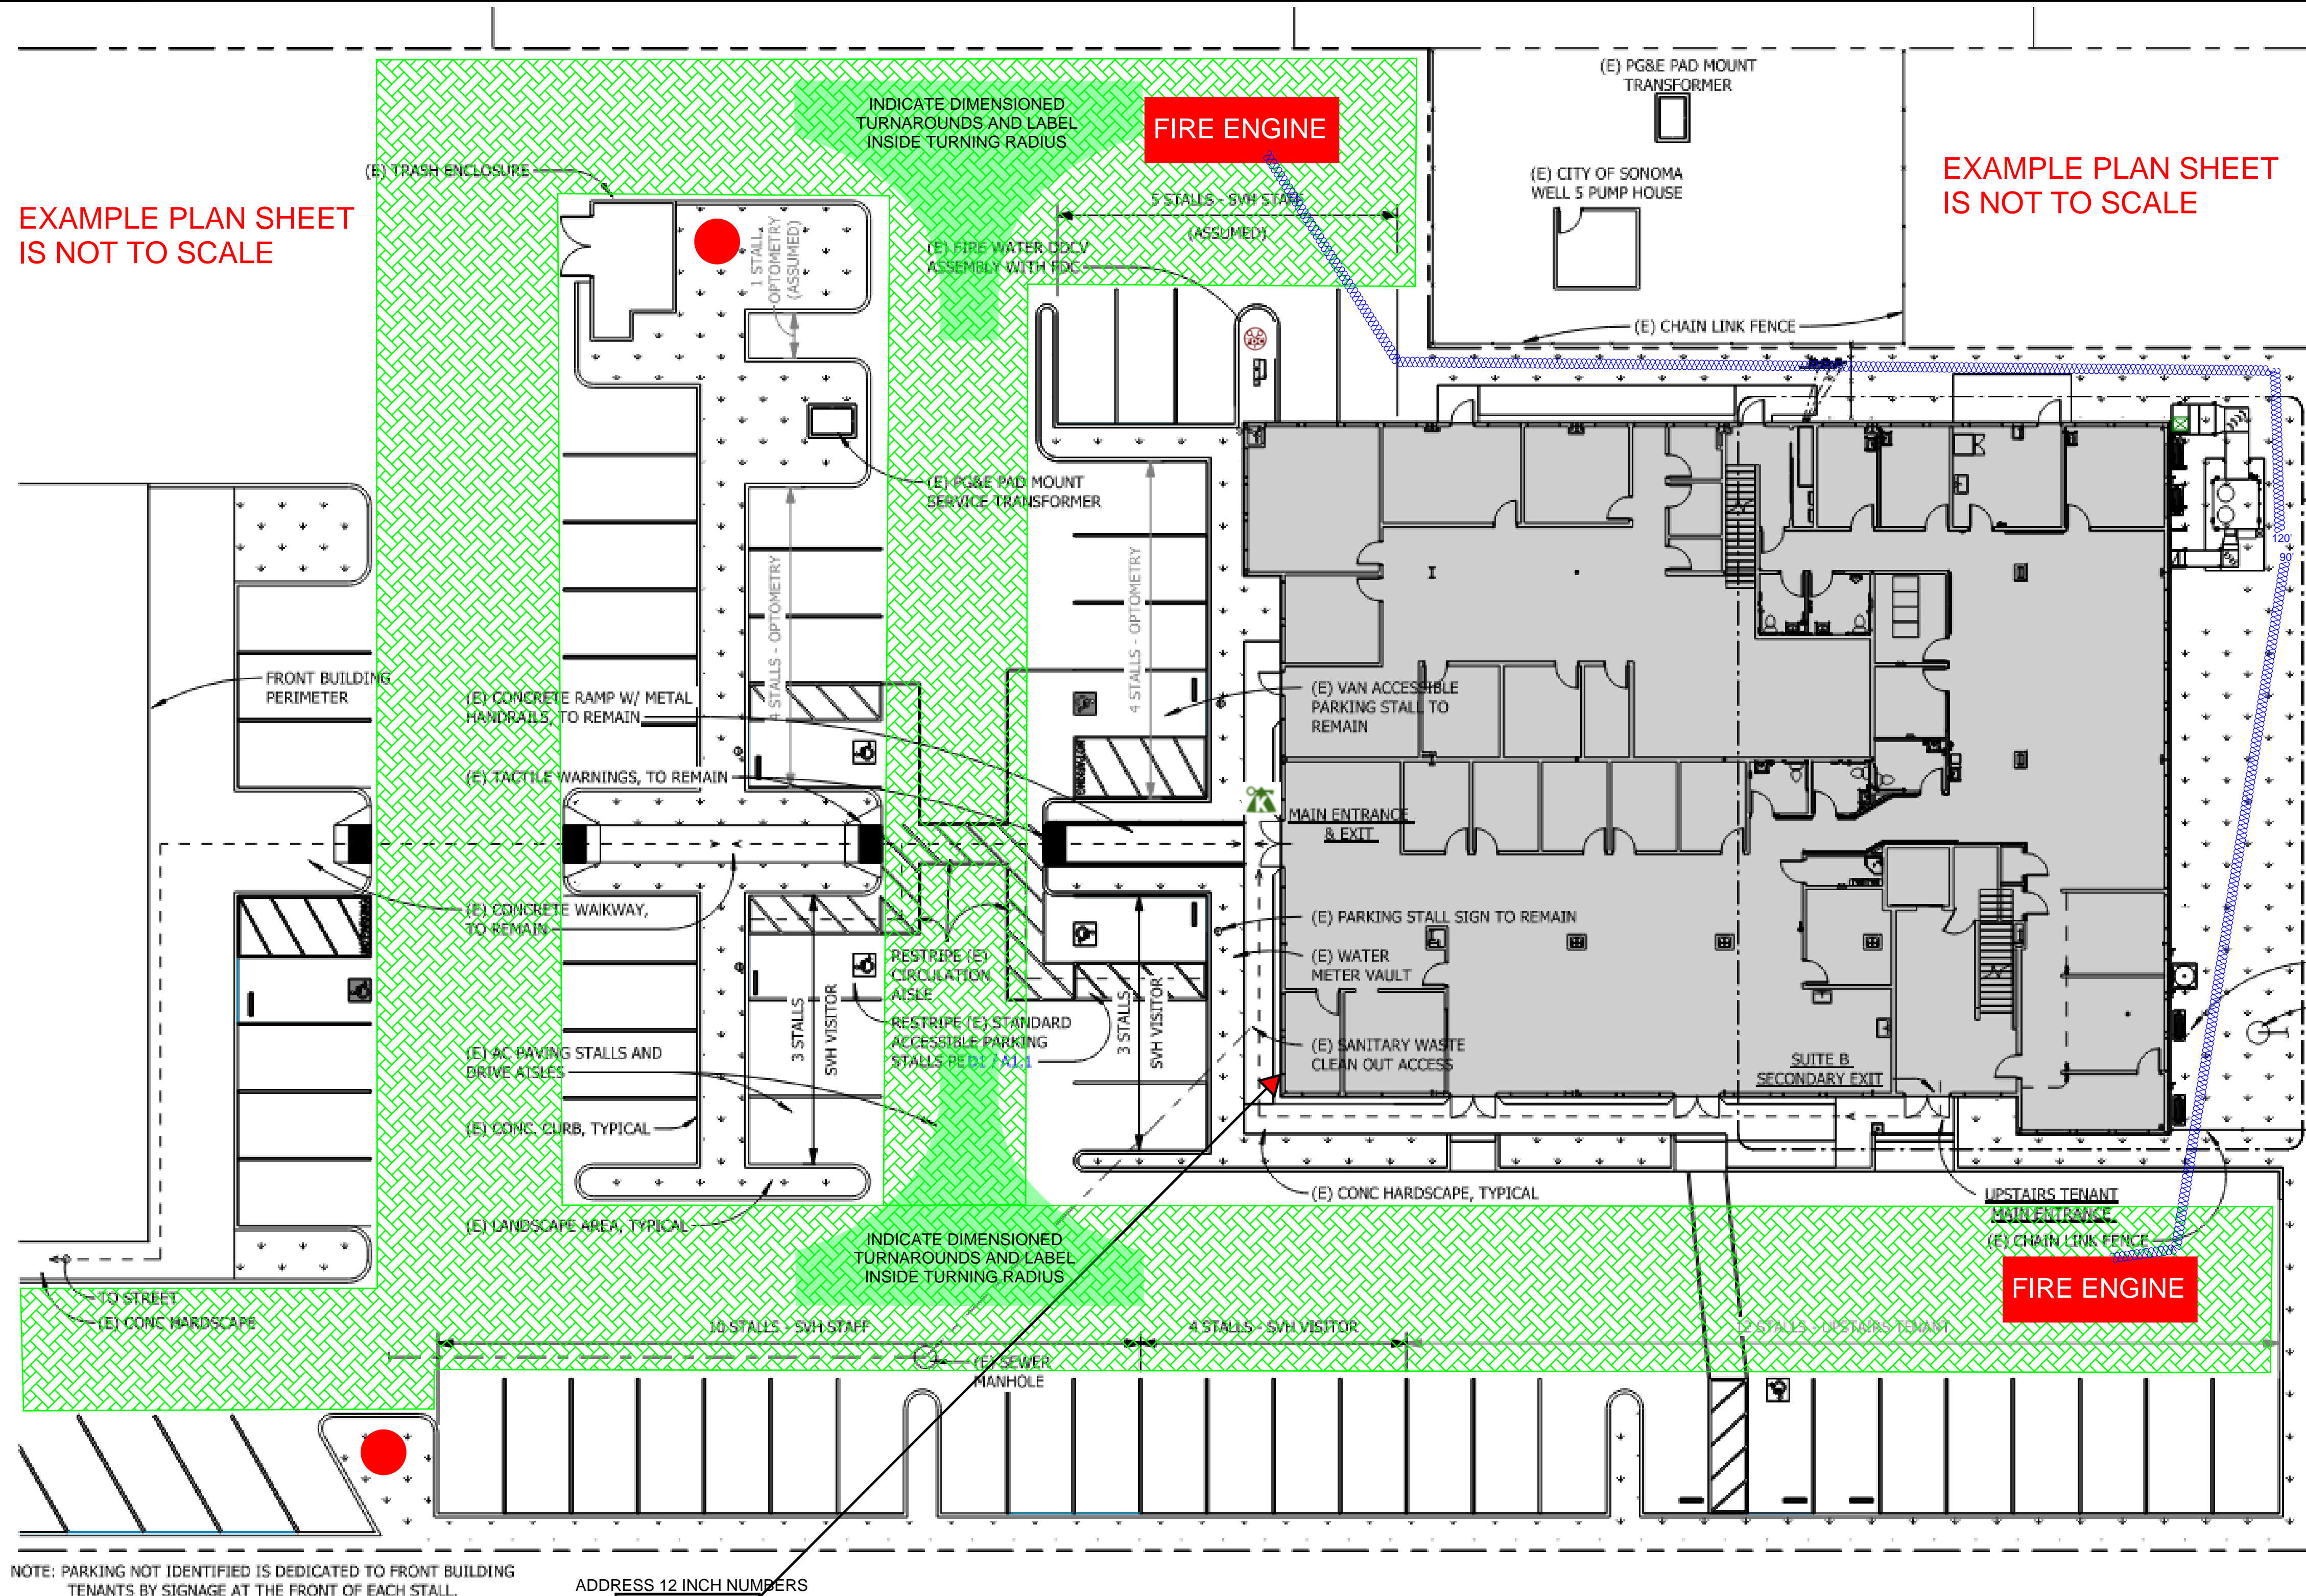 (E) PG&E PAD MOUNT
TRANSFORMER
INDICATE DIMENSIONED
TURNAROUNDS AND LABEL
INSIDE TURNING RADIUS
FIRE ENGINE
(E) TRASH ENCLOSURE
EXAMPLE PLAN SHEET
IS NOT TO SCALE
(E) CITY OF SONOMA
WELL 5 PUMP HOUSE
EXAMPLE PLAN SHEET
IS NOT TO SCALE
5 STALLS - SVH STAFF
(ASSUMED)
1 STALL
OPTOMETRY
(ASSUMED)
(E) FIRE WATER DDCV
ASSEMBLY WITH FDC
(E) CHAIN LINK FENCE
(E) PG&E PAD MOUNT
SERVICE TRANSFORMER
4 STALLS - OPTOMETRY
4 STALLS - OPTOMETRY
120'
90'
FRONT BUILDING
PERIMETER
(E) CONCRETE RAMP W/ METAL
HANDRAILS, TO REMAIN
(E) VAN ACCESSIBLE
PARKING STALL TO
REMAIN
(E) TACTILE WARNINGS, TO REMAIN
K
MAIN ENTRANCE
& EXIT
(E) CONCRETE WALKWAY,
TO REMAIN
(E) PARKING STALL SIGN TO REMAIN
RESTRIPE (E)
CIRCULATION
AISLE
(E) WATER
METER VAULT
3 STALLS
SVH VISITOR
3 STALLS
SVH VISITOR
RESTRIPE (E) STANDARD
ACCESSIBLE PARKING
STALLS PE D1 / A1.1
(E) AC PAVING STALLS AND
DRIVE AISLES
(E) SANITARY WASTE
CLEAN OUT ACCESS
SUITE B
SECONDARY EXIT
(E) CONC. CURB, TYPICAL
(E) CONC HARDSCAPE, TYPICAL
UPSTAIRS TENANT
MAIN ENTRANCE
(E) LANDSCAPE AREA, TYPICAL
INDICATE DIMENSIONED
TURNAROUNDS AND LABEL
INSIDE TURNING RADIUS
(E) CHAIN LINK FENCE
FIRE ENGINE
TO STREET
(E) CONC HARDSCAPE
10 STALLS - SVH STAFF
4 STALLS - SVH VISITOR
12 STALLS - UPSTAIRS TENANT
(E) SEWER
MANHOLE
NOTE: PARKING NOT IDENTIFIED IS DEDICATED TO FRONT BUILDING
TENANTS BY SIGNAGE AT THE FRONT OF EACH STALL.
ADDRESS 12 INCH NUMBERS